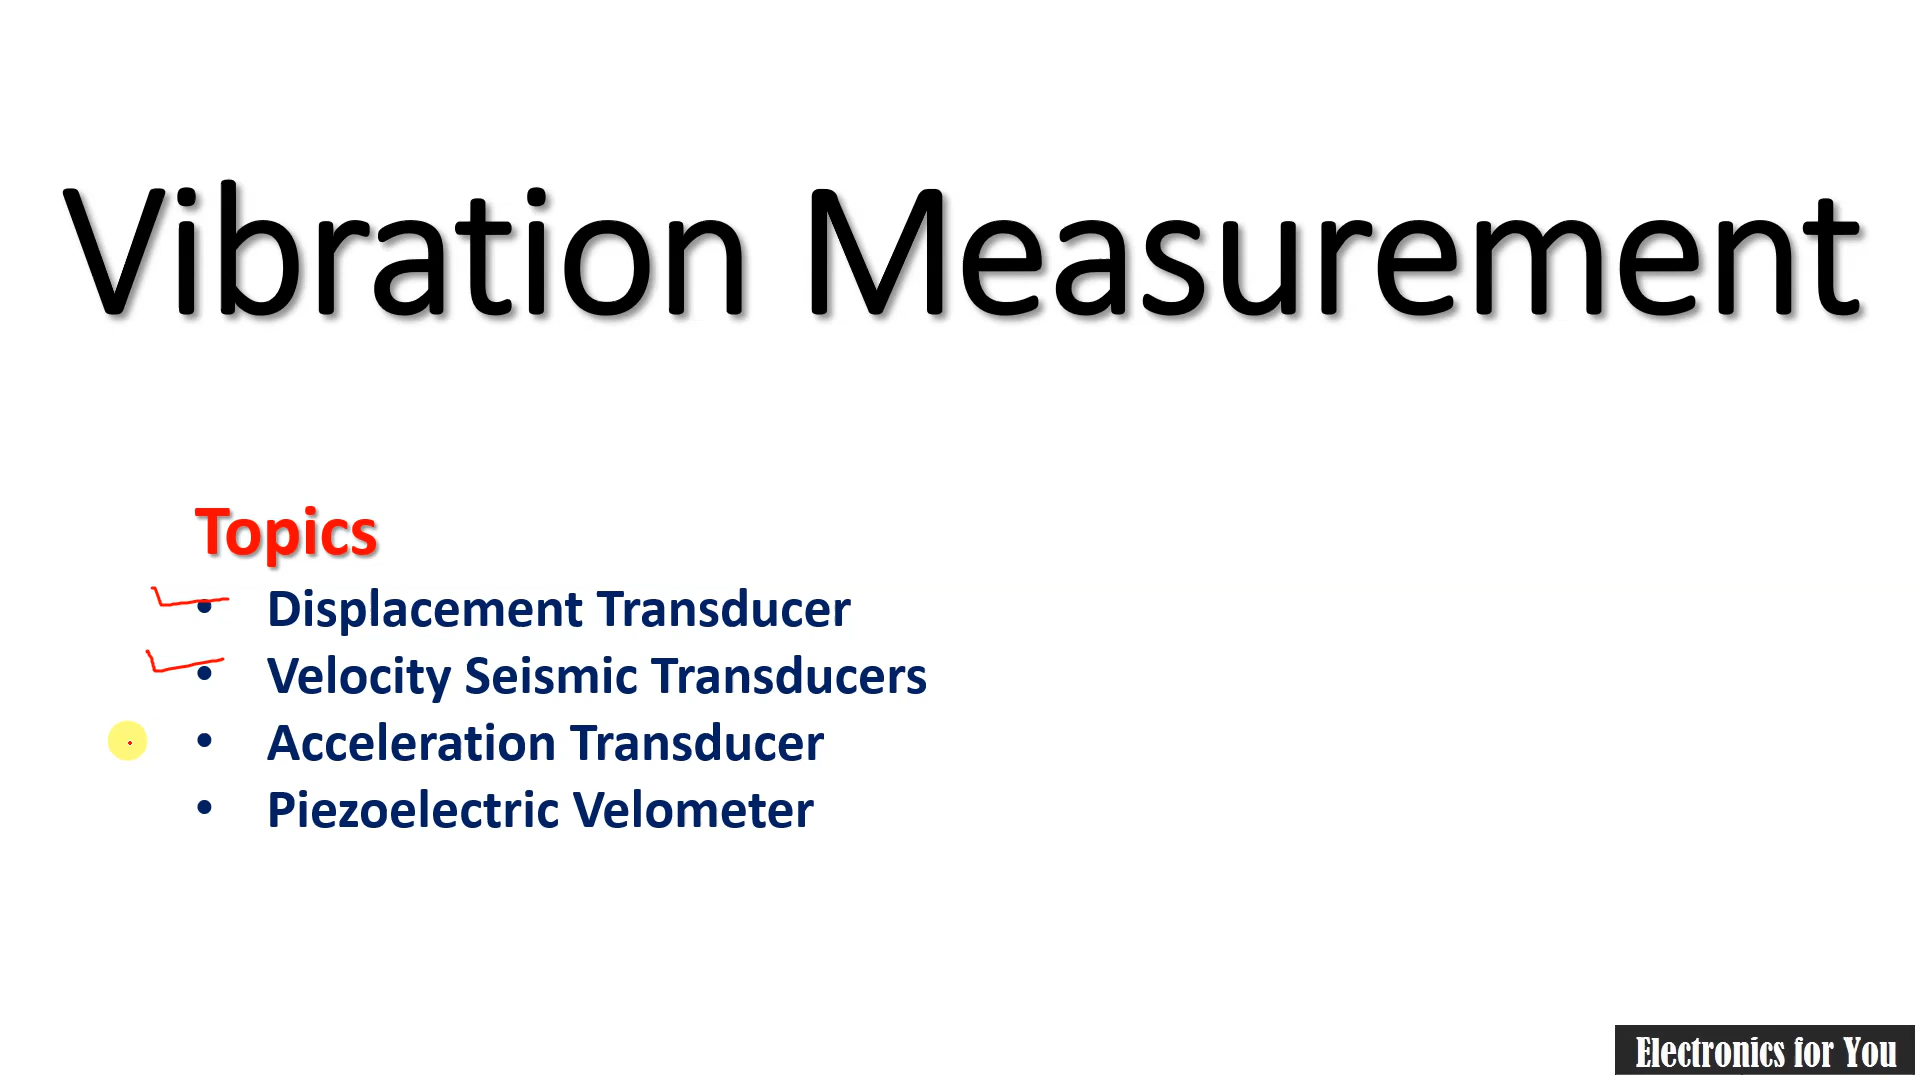 Vibration Measurement
Topics
• Displacement Transducer
• Velocity Seismic Transducers
• Acceleration Transducer
• Piezoelectric Velometer
Electronics for You